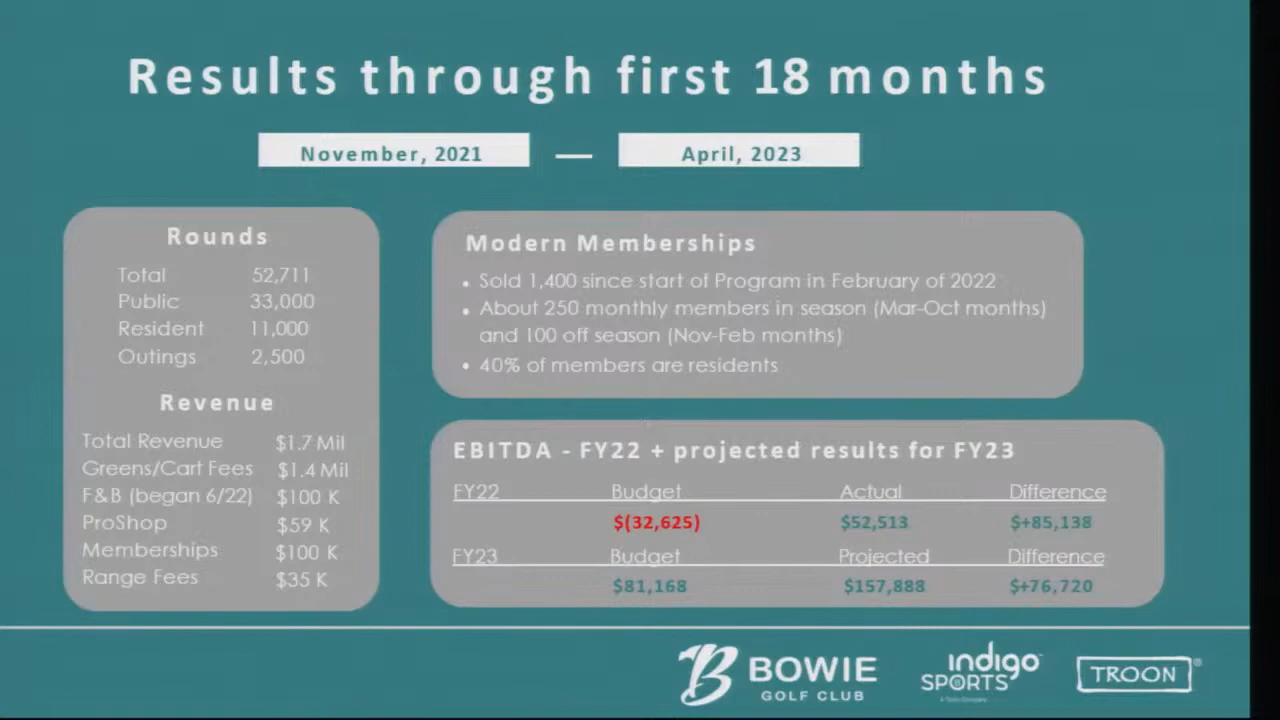 Results through first 18 months
November, 2021 — April, 2023
Rounds
Total 52,711
Public 33,000
Resident 11,000
Outings 2,500
Revenue
Total Revenue $1.7 Mil
Greens/Cart Fees $1.4 Mil
F&B (began 6/22) $100 K
ProShop $59 K
Memberships $100 K
Range Fees $35 K
Modern Memberships
• Sold 1,400 since start of Program in February of 2022
• About 250 monthly members in season (Mar-Oct months)
and 100 off season (Nov-Feb months)
• 40% of members are residents
EBITDA - FY22 + projected results for FY23
FY22 Budget Actual Difference
$(32,625) $52,513 $+85,138
FY23 Budget Projected Difference
$81,168 $157,888 $+76,720
B BOWIE
GOLF CLUB
indigo
SPORTS
TROON®